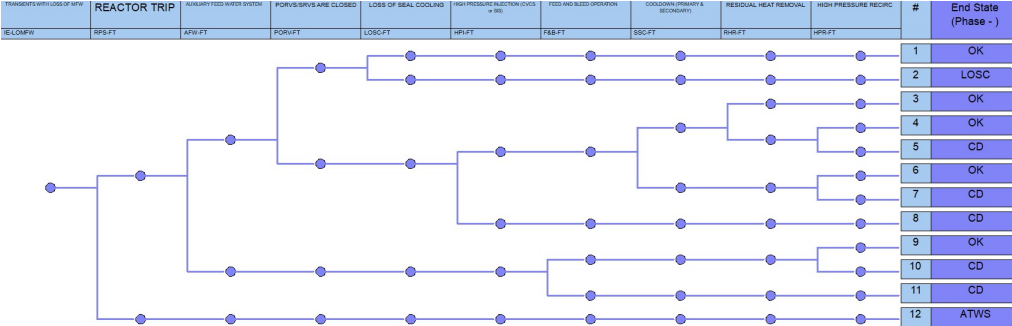 TRANSIENTS WITH LOSS OF MFW
REACTOR TRIP
AUXILIARY FEED WATER SYSTEM
PORVS/SRVS ARE CLOSED
LOSS OF SEAL COOLING
HIGH PRESSURE INJECTION (CVCS
or SIS)
FEED AND BLEED OPERATION
COOLDOWN (PRIMARY &
SECONDARY)
RESIDUAL HEAT REMOVAL
HIGH PRESSURE RECIRC
#
End State
(Phase - )
IE-LOMFW
RPS-FT
AFW-FT
PORV-FT
LOSC-FT
HPI-FT
F&B-FT
SSC-FT
RHR-FT
HPR-FT
1 OK
2 LOSC
3 OK
4 OK
5 CD
6 OK
7 CD
8 CD
9 OK
10 CD
11 CD
12 ATWS